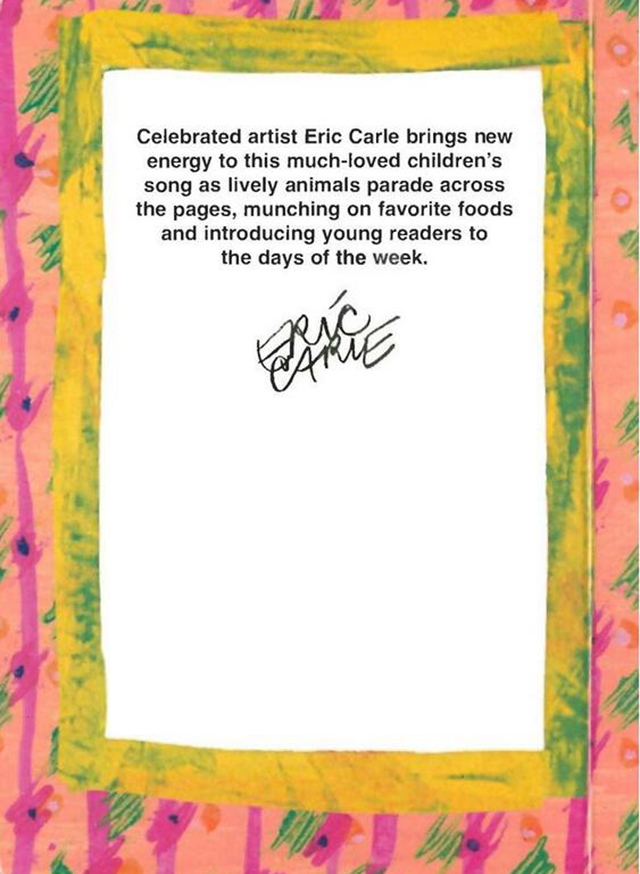 Celebrated artist Eric Carle brings new
energy to this much-loved children's
song as lively animals parade across
the pages, munching on favorite foods
and introducing young readers to
the days of the week.
ERIC
CARLE